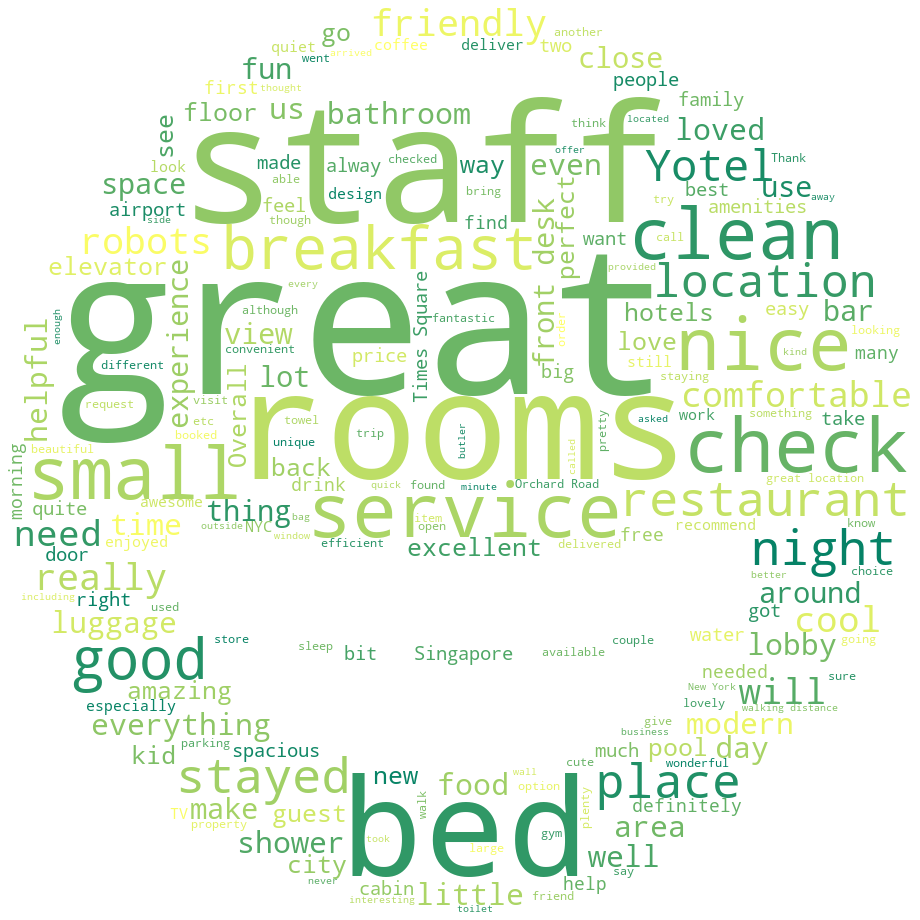 friendly
another
go
coffee
deliver
two
quiet
went
arrived
close
fun
people
first
thought
staff
floor
us
bathroom
family
see
think
located
loved
made
alway
checked
way
even
offer
Yotel
Thank
look
able
design
bring
best
use
away
space
airport
feel
try
amenities
side
though
find
perfect
desk
want
call
clean
robots
breakfast
elevator
provided
location
great
experience
every
Times Square
front
order
hotels
easy
bar
enough
although
fantastic
looking
helpful
view
convenient
love
nice
many
different
price
still
kind
lot
big
staying
Overall
rooms
comfortable
request
visit
etc
towel
work
something
take
booked
unique
trip
butler
pretty
asked
check
beautiful
back
called
small
morning
quick
found
minute
Orchard Road
great location
awesome
drink
service
restaurant
quite
thing
bag
item
free
recommend
know
need
time
outside
NYC
open
night
enjoyed
window
efficient
excellent
delivered
door
choice
really
better
including
right
used
around
luggage
got
cool
good
store
sleep
bit
Singapore
available
couple
water
lobby
going
needed
sure
amazing
New York
will
especially
lovely
walking distance
everything
give
modern
business
kid
parking
spacious
much
pool
day
stayed
new
bed
cute
wonderful
food
wall
option
place
definitely
TV
make
guest
walk
plenty
property
area
shower
took
gym
large
well
city
say
never
cabin
help
interesting
little
friend
toilet